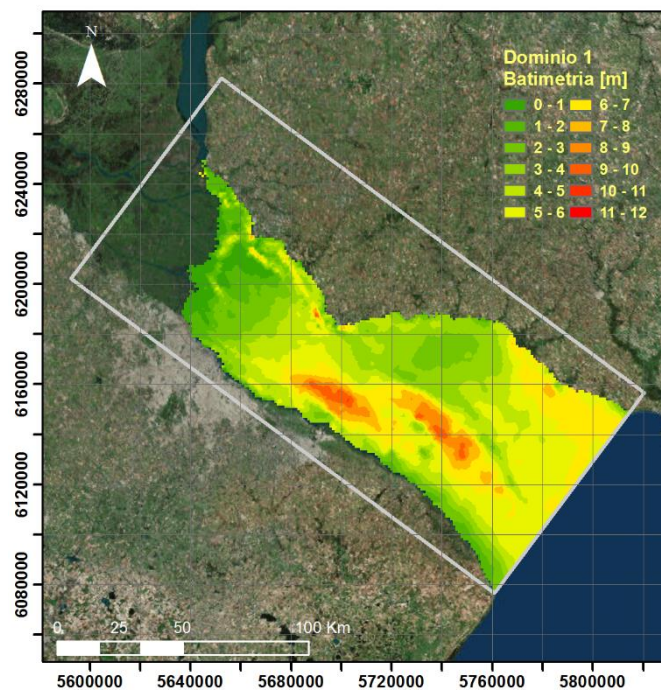 N
Dominio 1
Batimetria [m]
0 - 1 6 - 7
1 - 2 7 - 8
2 - 3 8 - 9
3 - 4 9 - 10
4 - 5 10 - 11
5 - 6 11 - 12
6280000
6240000
6200000
6160000
6120000
6080000
0 25 50 100 Km
5600000 5640000 5680000 5720000 5760000 5800000